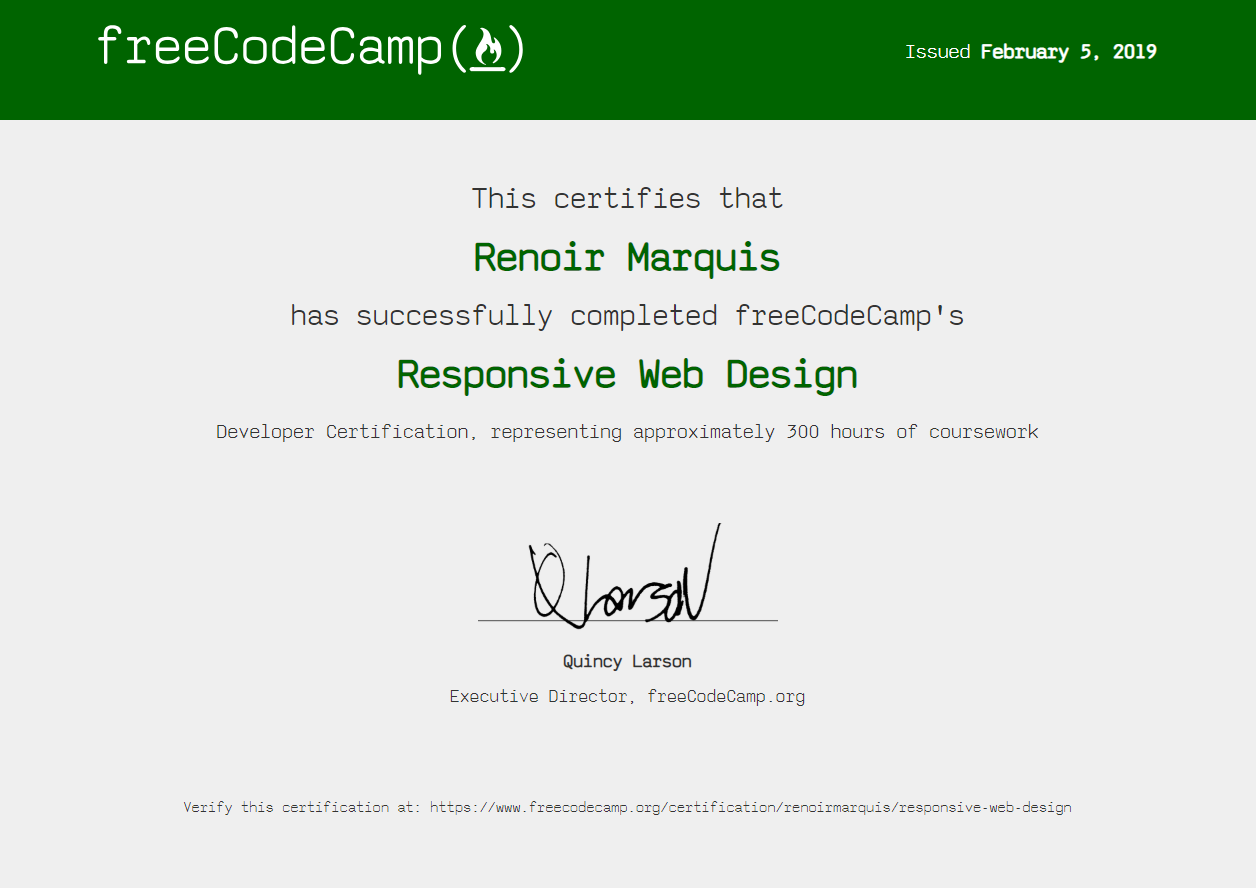 freeCodeCamp(🔥)
Issued February 5, 2019
This certifies that
Renoir Marquis
has successfully completed freeCodeCamp's
Responsive Web Design
Developer Certification, representing approximately 300 hours of coursework
Q Larson
Quincy Larson
Executive Director, freeCodeCamp.org
Verify this certification at: https://www.freecodecamp.org/certification/renoirmarquis/responsive-web-design